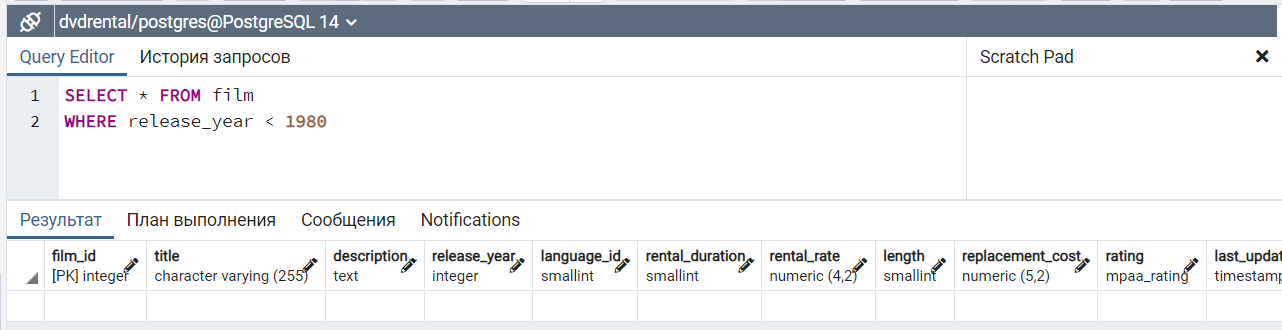 dvdrental/postgres@PostgreSQL 14
Query Editor История запросов Scratch Pad
1 SELECT * FROM film
2 WHERE release_year < 1980
Результат План выполнения Сообщения Notifications
film_id title description release_year language_id rental_duration rental_rate length replacement_cost rating last_updat
[PK] integer character varying (255) text integer smallint smallint numeric (4,2) smallint numeric (5,2) mpaa_rating timestamp